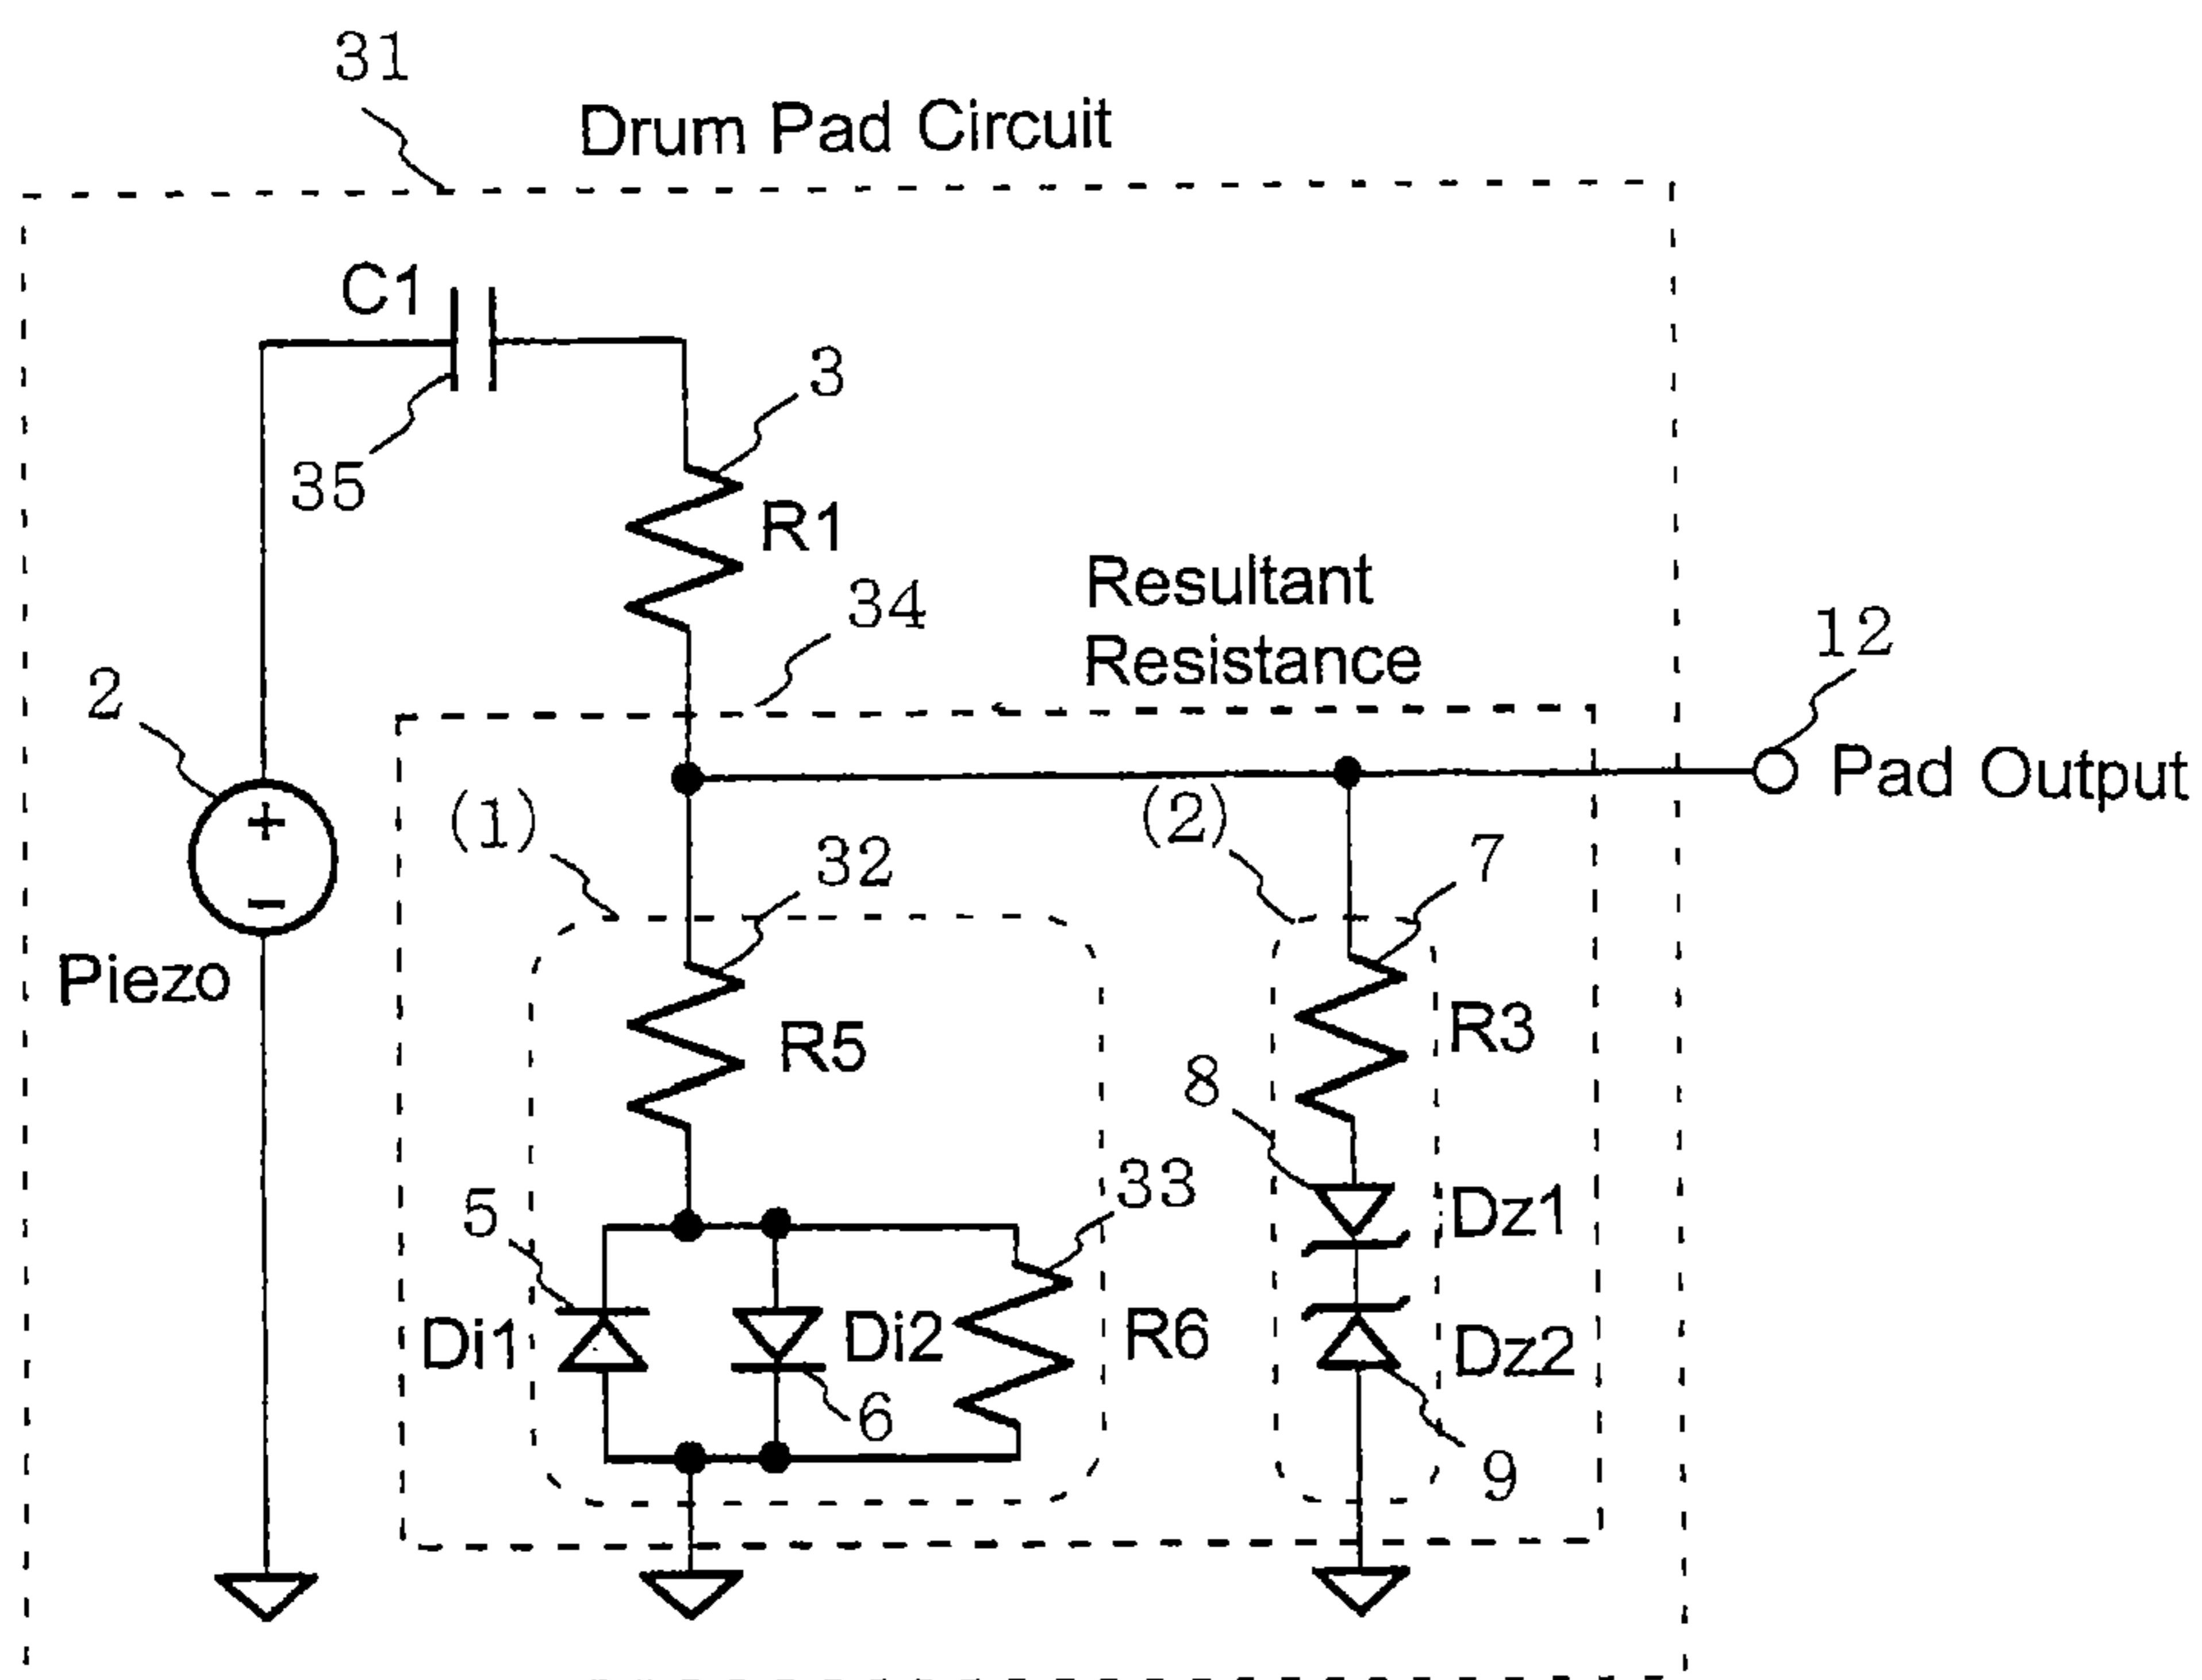 31
Drum Pad Circuit
C1
3
35
R1
34
Resultant
Resistance
12
2
Pad Output
(1)
(2)
32
7
+
−
Piezo
R5
R3
8
33
5
Dz1
Di1
Di2
R6
Dz2
6
9